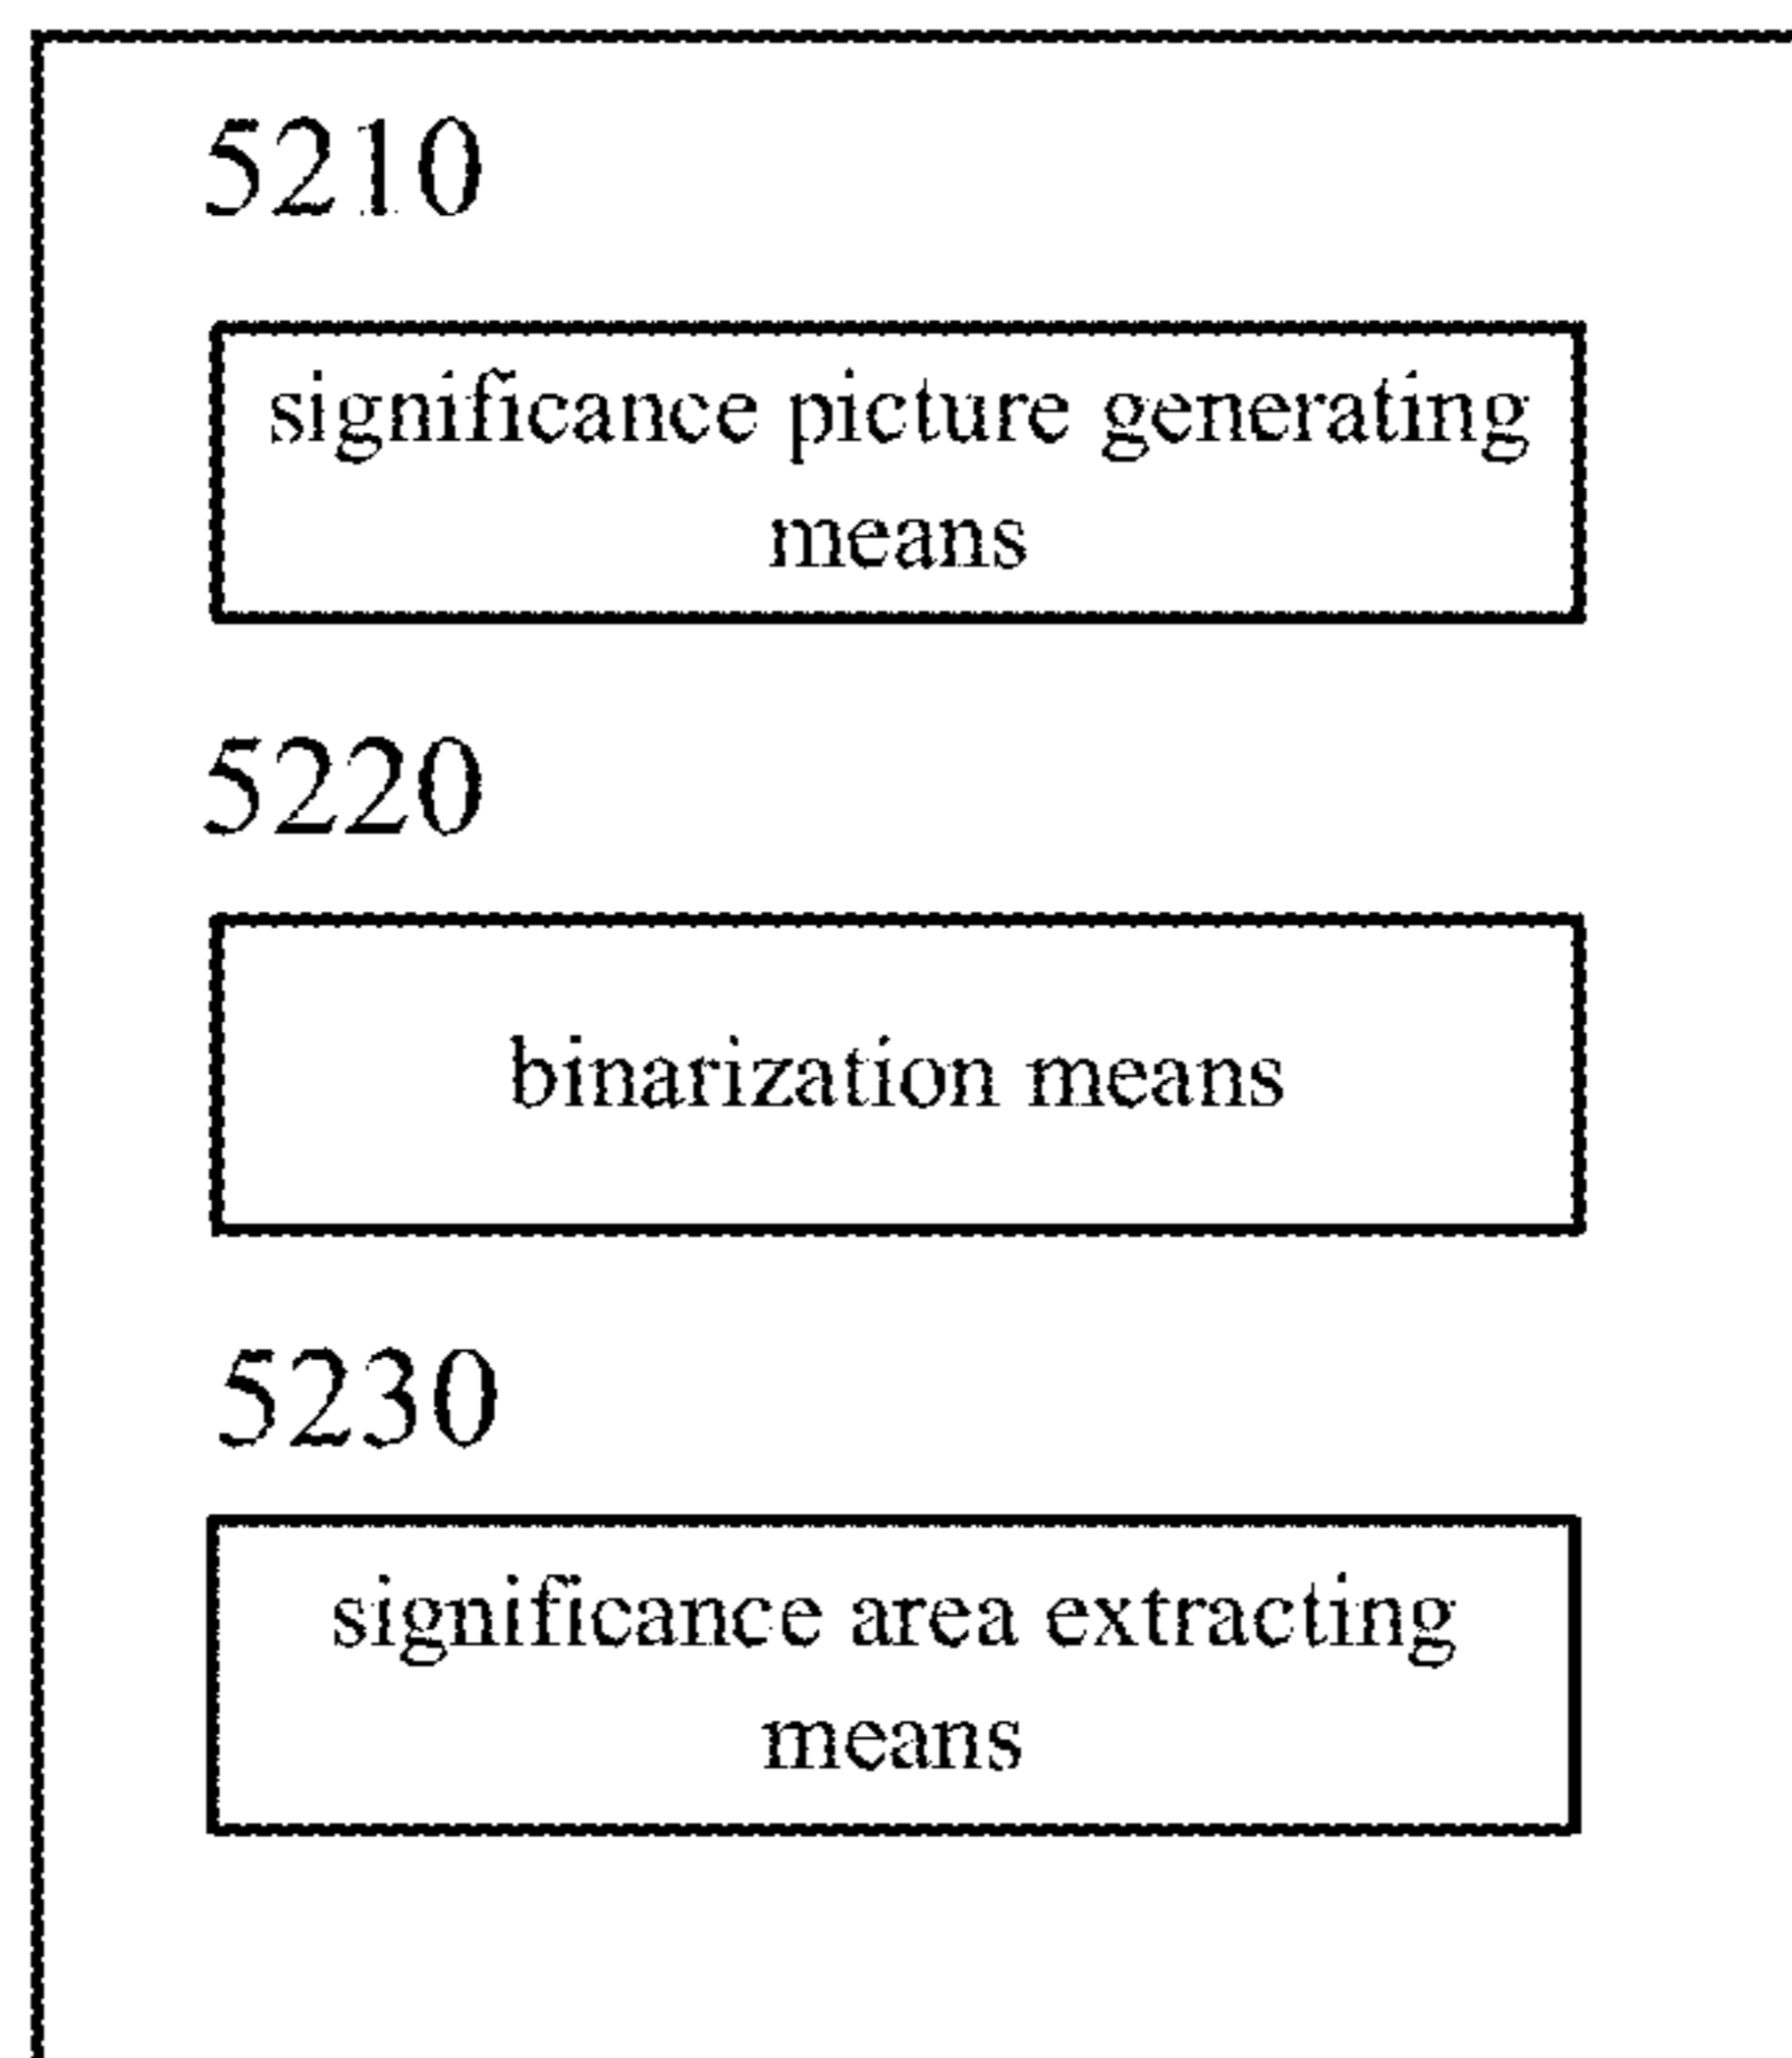 5210
significance picture generating
means
5220
binarization means
5230
significance area extracting
means